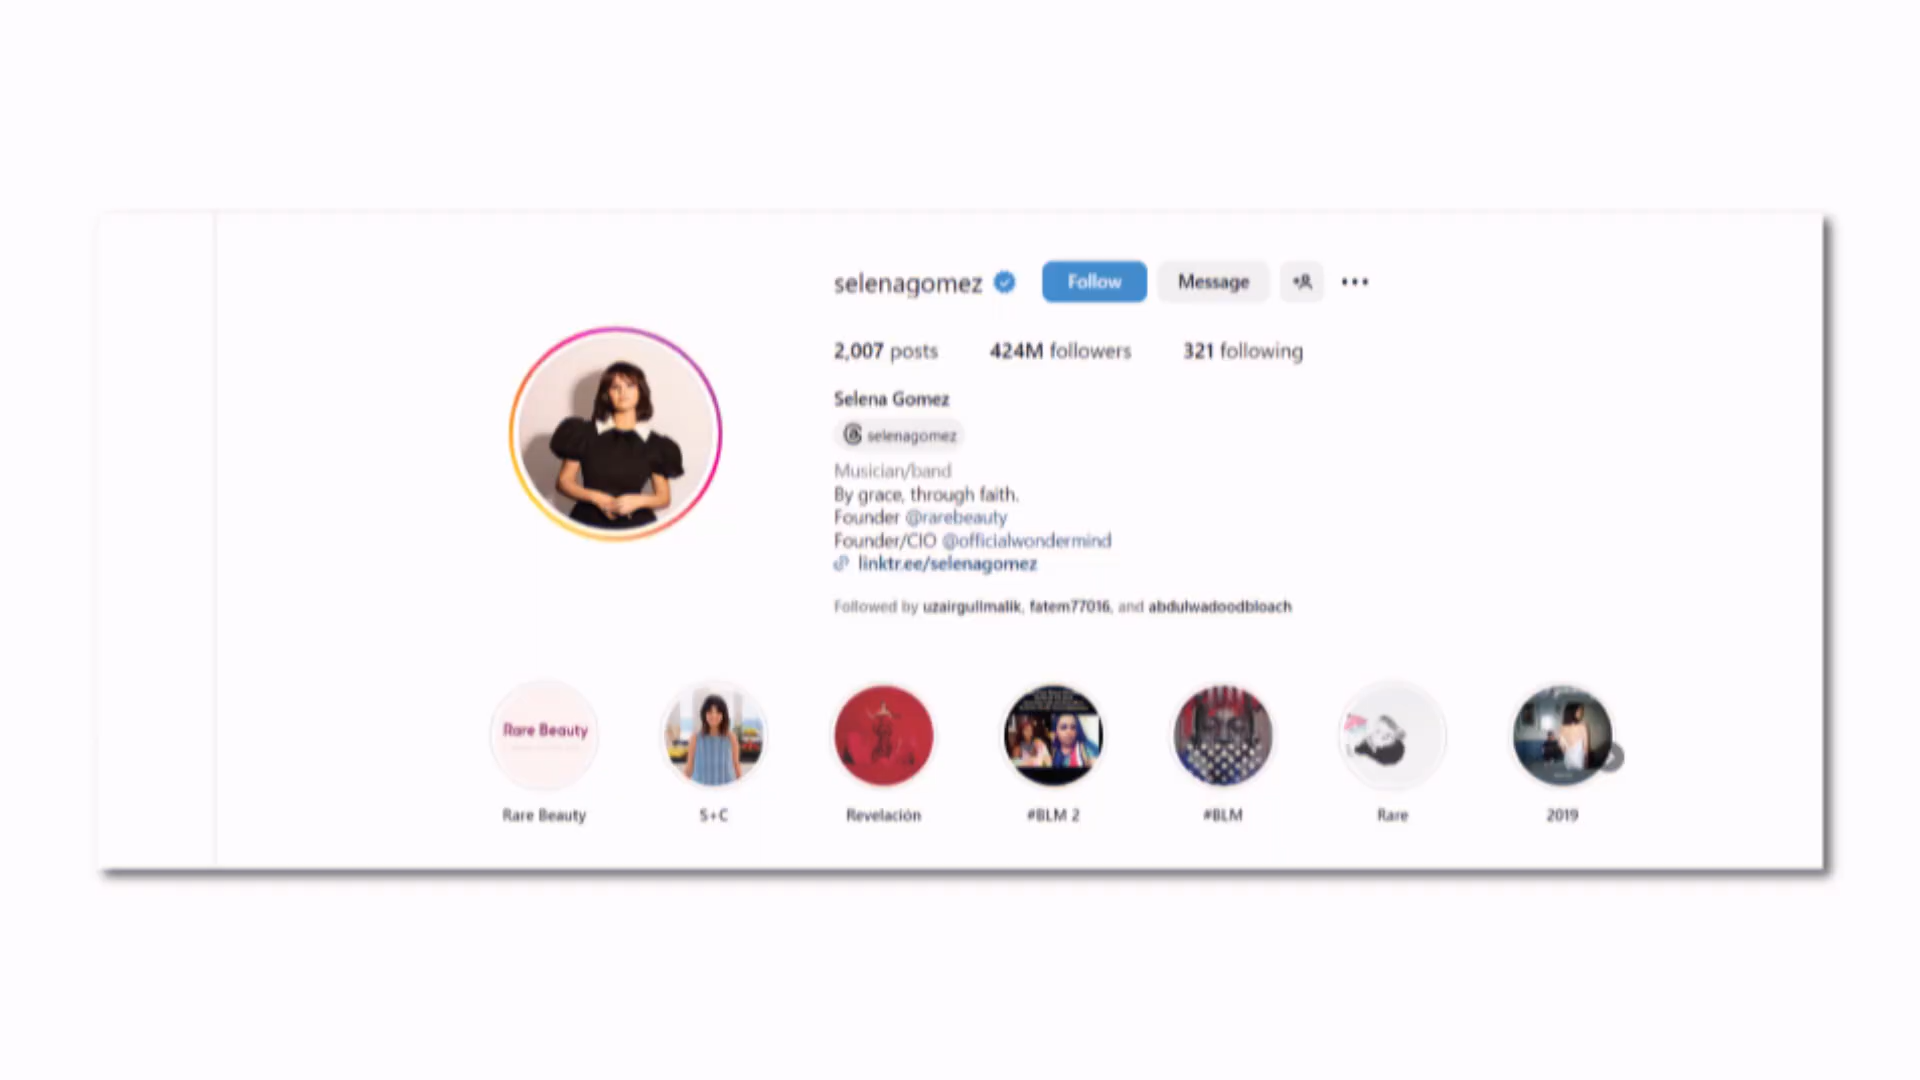 selenagomez Follow Message
2,007 posts 424M followers 321 following
Selena Gomez
selenagomez
Musician/band
By grace, through faith.
Founder @rarebeauty
Founder/CIO @officialwondermind
linktr.ee/selenagomez
Followed by uzairgullmalik, fatem77016, and abdulwadoodbloach
Rare Beauty
Rare Beauty S+C Revelación #BLM 2 #BLM Rare 2019